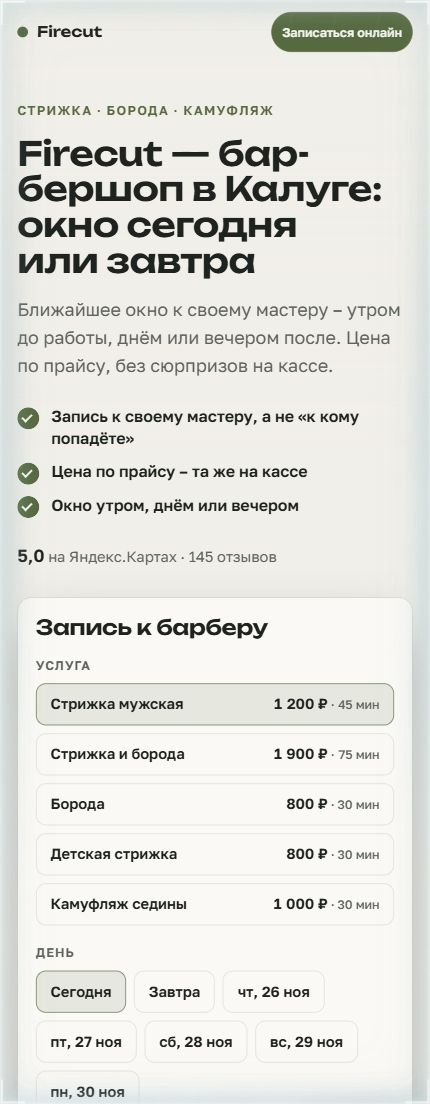 Firecut
Записаться онлайн
СТРИЖКА · БОРОДА · КАМУФЛЯЖ
Firecut — бар-
бершоп в Калуге:
окно сегодня
или завтра
Ближайшее окно к своему мастеру – утром
до работы, днём или вечером после. Цена
по прайсу, без сюрпризов на кассе.
Запись к своему мастеру, а не «к кому
попадёте»
Цена по прайсу – та же на кассе
Окно утром, днём или вечером
5,0 на Яндекс.Картах · 145 отзывов
Запись к барберу
УСЛУГА
Стрижка мужская 1 200 ₽ · 45 мин
Стрижка и борода 1 900 ₽ · 75 мин
Борода 800 ₽ · 30 мин
Детская стрижка 800 ₽ · 30 мин
Камуфляж седины 1 000 ₽ · 30 мин
ДЕНЬ
Сегодня Завтра чт, 26 ноя
пт, 27 ноя сб, 28 ноя вс, 29 ноя
пн, 30 ноя